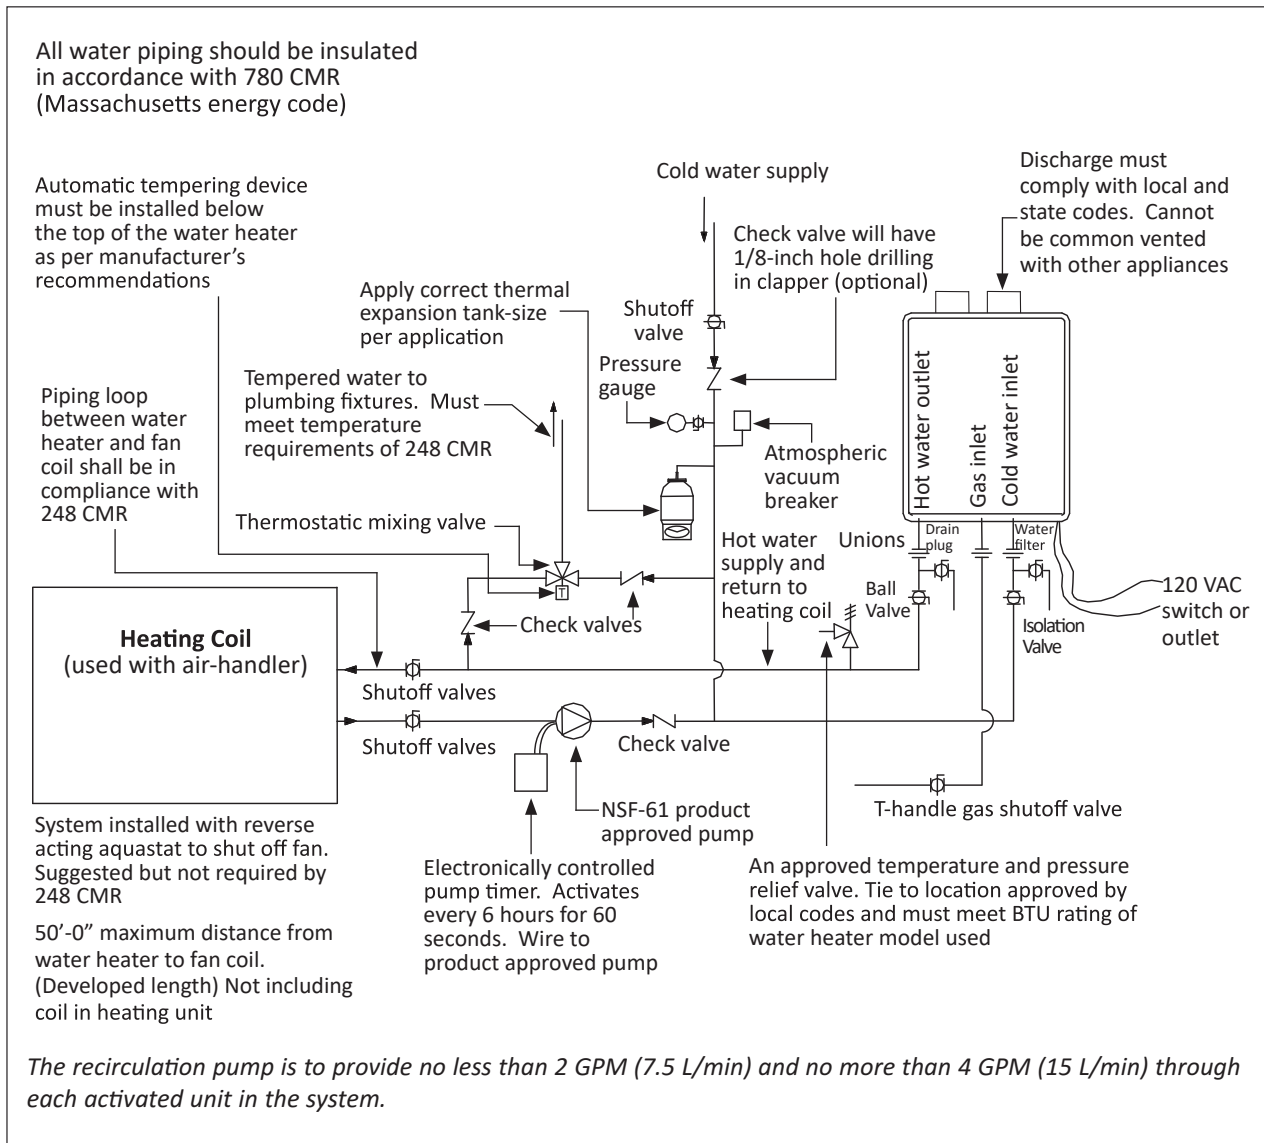 All water piping should be insulated
in accordance with 780 CMR
(Massachusetts energy code)
Automatic tempering device
must be installed below
the top of the water heater
as per manufacturer's
recommendations
Cold water supply
Discharge must
comply with local and
state codes.  Cannot
be common vented
with other appliances
Check valve will have
1/8-inch hole drilling
in clapper (optional)
Apply correct thermal
expansion tank-size
per application
Shutoff
valve
Pressure
gauge
Tempered water to
plumbing fixtures.  Must
meet temperature
requirements of 248 CMR
Piping loop
between water
heater and fan
coil shall be in
compliance with
248 CMR
Atmospheric
vacuum
breaker
Hot water outlet
Gas inlet
Cold water inlet
Thermostatic mixing valve
Hot water
supply and
return to
heating coil
Unions
Drain
plug
Water
filter
Ball
Valve
Isolation
Valve
120 VAC
switch or
outlet
T
Check valves
Heating Coil
(used with air-handler)
Shutoff valves
Shutoff valves
Check valve
NSF-61 product
approved pump
T-handle gas shutoff valve
System installed with reverse
acting aquastat to shut off fan.
Suggested but not required by
248 CMR
50'-0” maximum distance from
water heater to fan coil.
(Developed length) Not including
coil in heating unit
Electronically controlled
pump timer.  Activates
every 6 hours for 60
seconds.  Wire to
product approved pump
An approved temperature and pressure
relief valve. Tie to location approved by
local codes and must meet BTU rating of
water heater model used
The recirculation pump is to provide no less than 2 GPM (7.5 L/min) and no more than 4 GPM (15 L/min) through
each activated unit in the system.